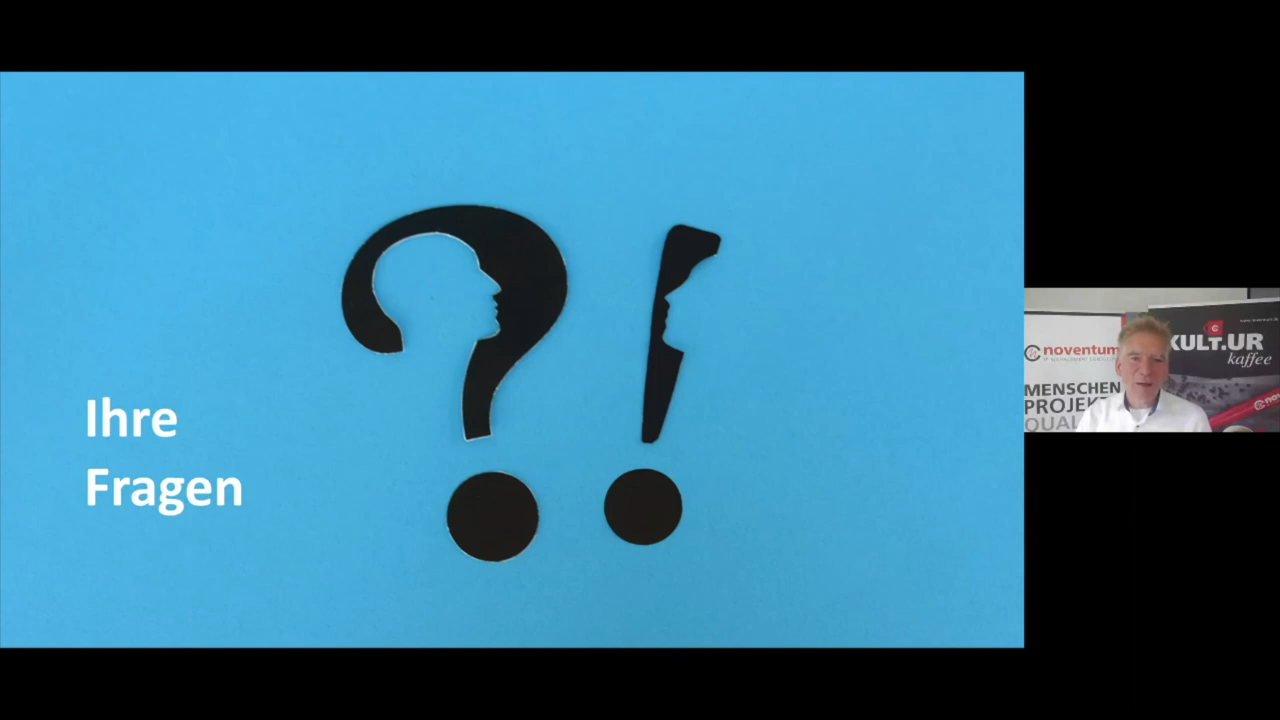 Ihre
Fragen
noventum
MENSCHEN
PROJEKT
QUAL
KULT.UR
kaffee